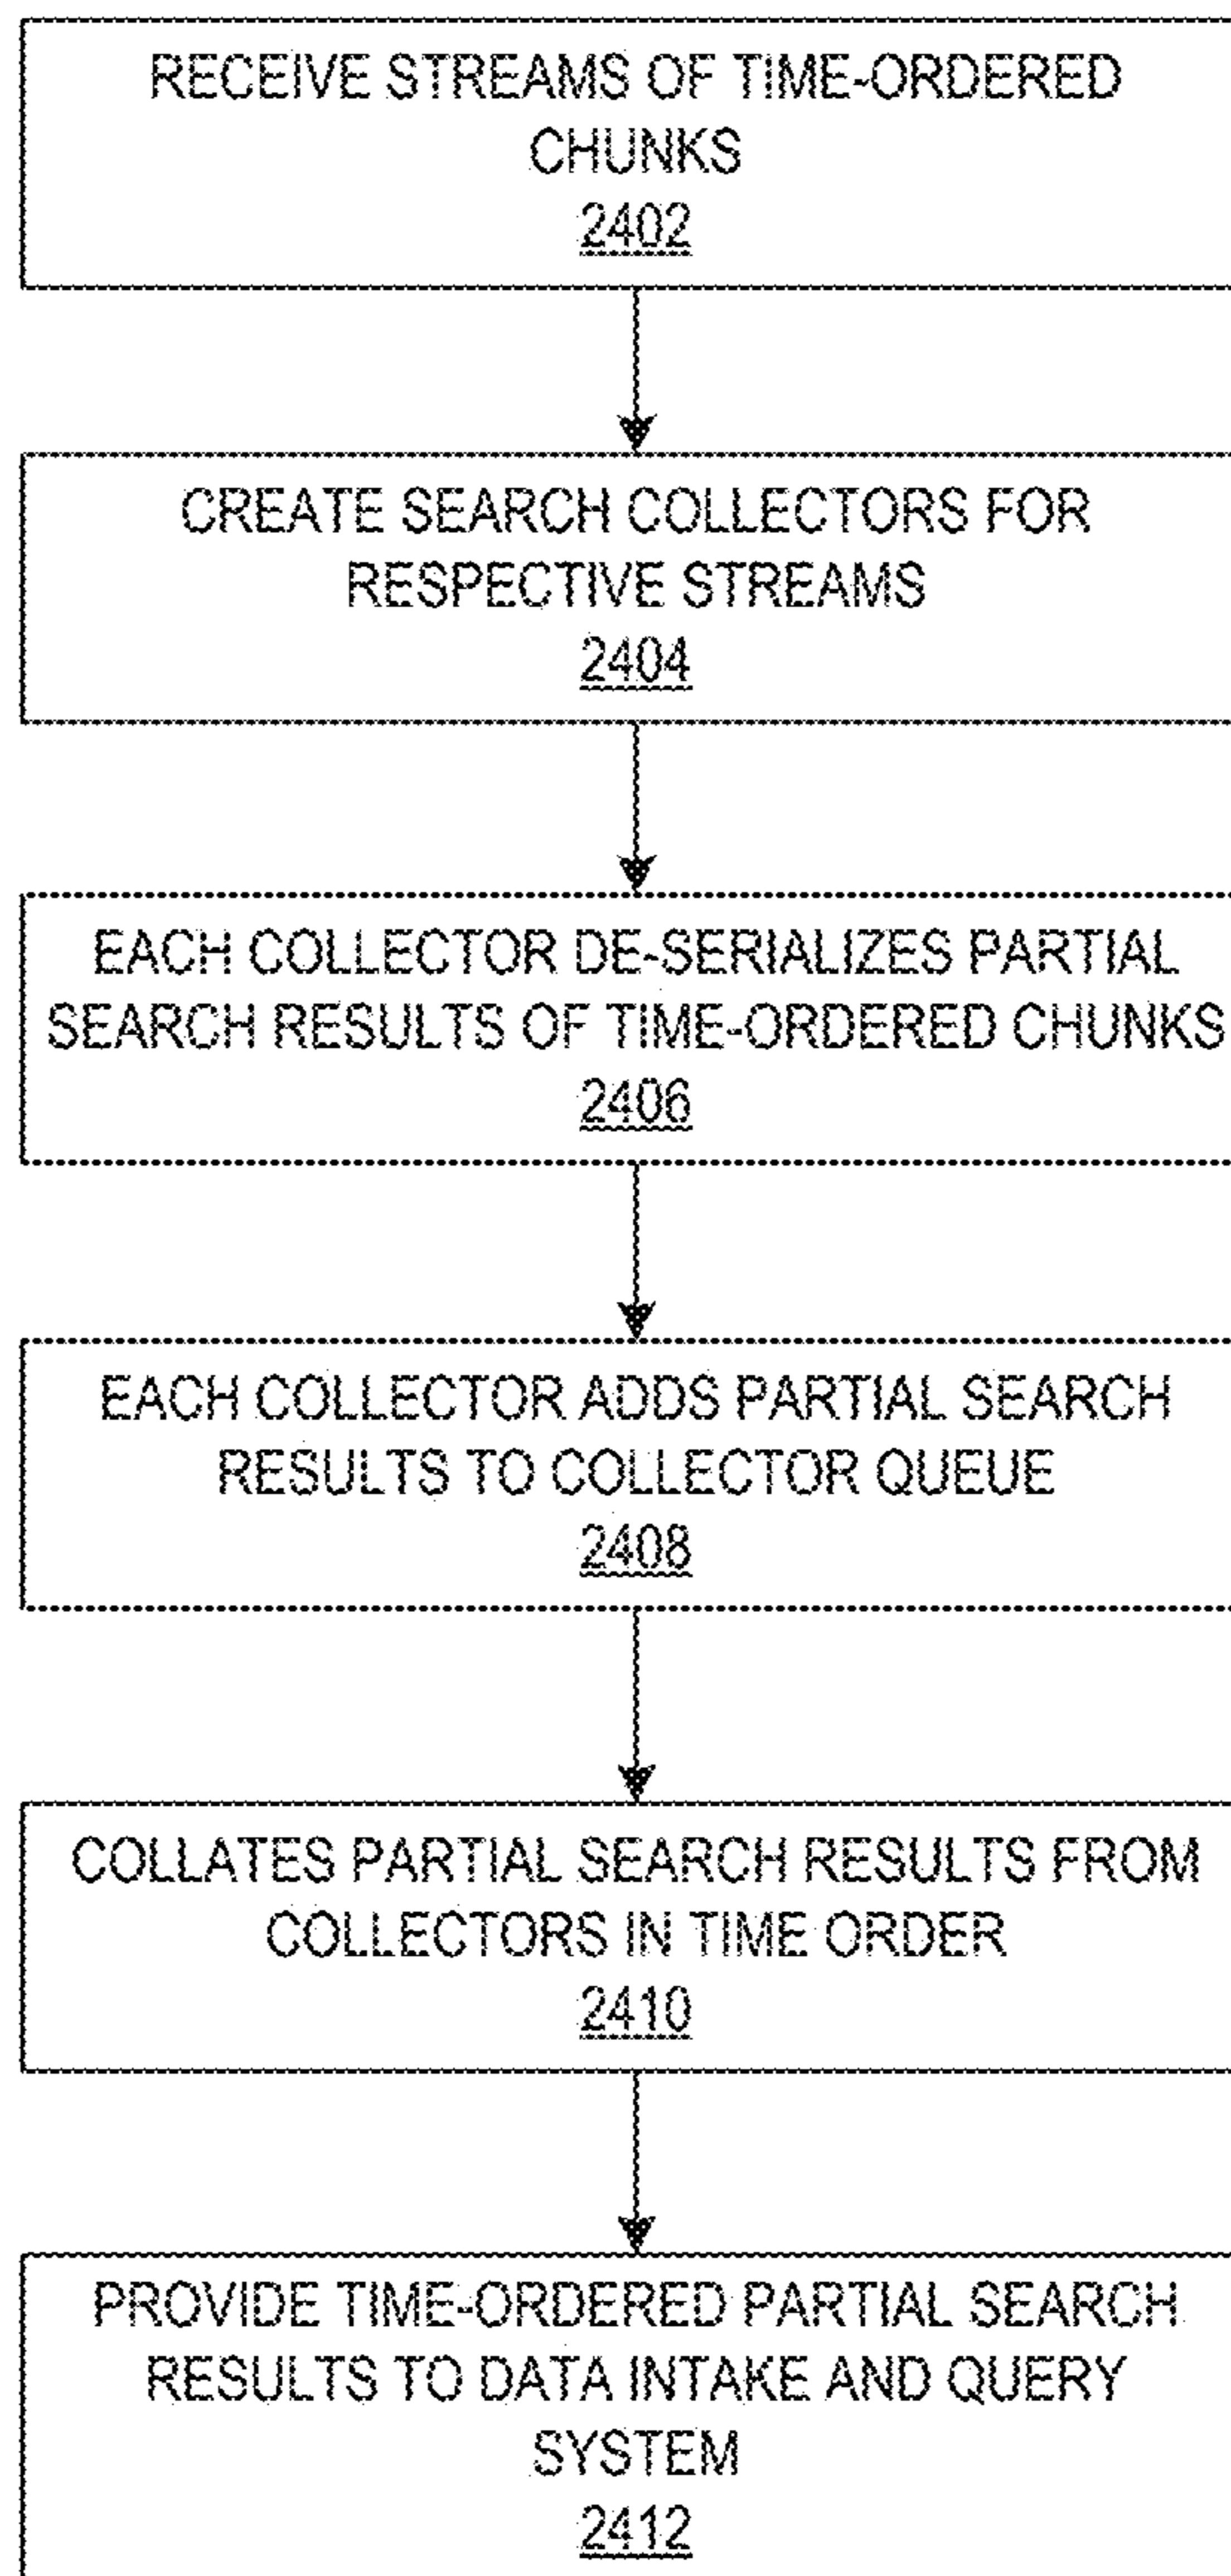 RECEIVE STREAMS OF TIME-ORDERED
CHUNKS
2402
CREATE SEARCH COLLECTORS FOR
RESPECTIVE STREAMS
2404
EACH COLLECTOR DE-SERIALIZES PARTIAL
SEARCH RESULTS OF TIME-ORDERED CHUNKS
2406
EACH COLLECTOR ADDS PARTIAL SEARCH
RESULTS TO COLLECTOR QUEUE
2408
COLLATES PARTIAL SEARCH RESULTS FROM
COLLECTORS IN TIME ORDER
2410
PROVIDE TIME-ORDERED PARTIAL SEARCH
RESULTS TO DATA INTAKE AND QUERY
SYSTEM
2412